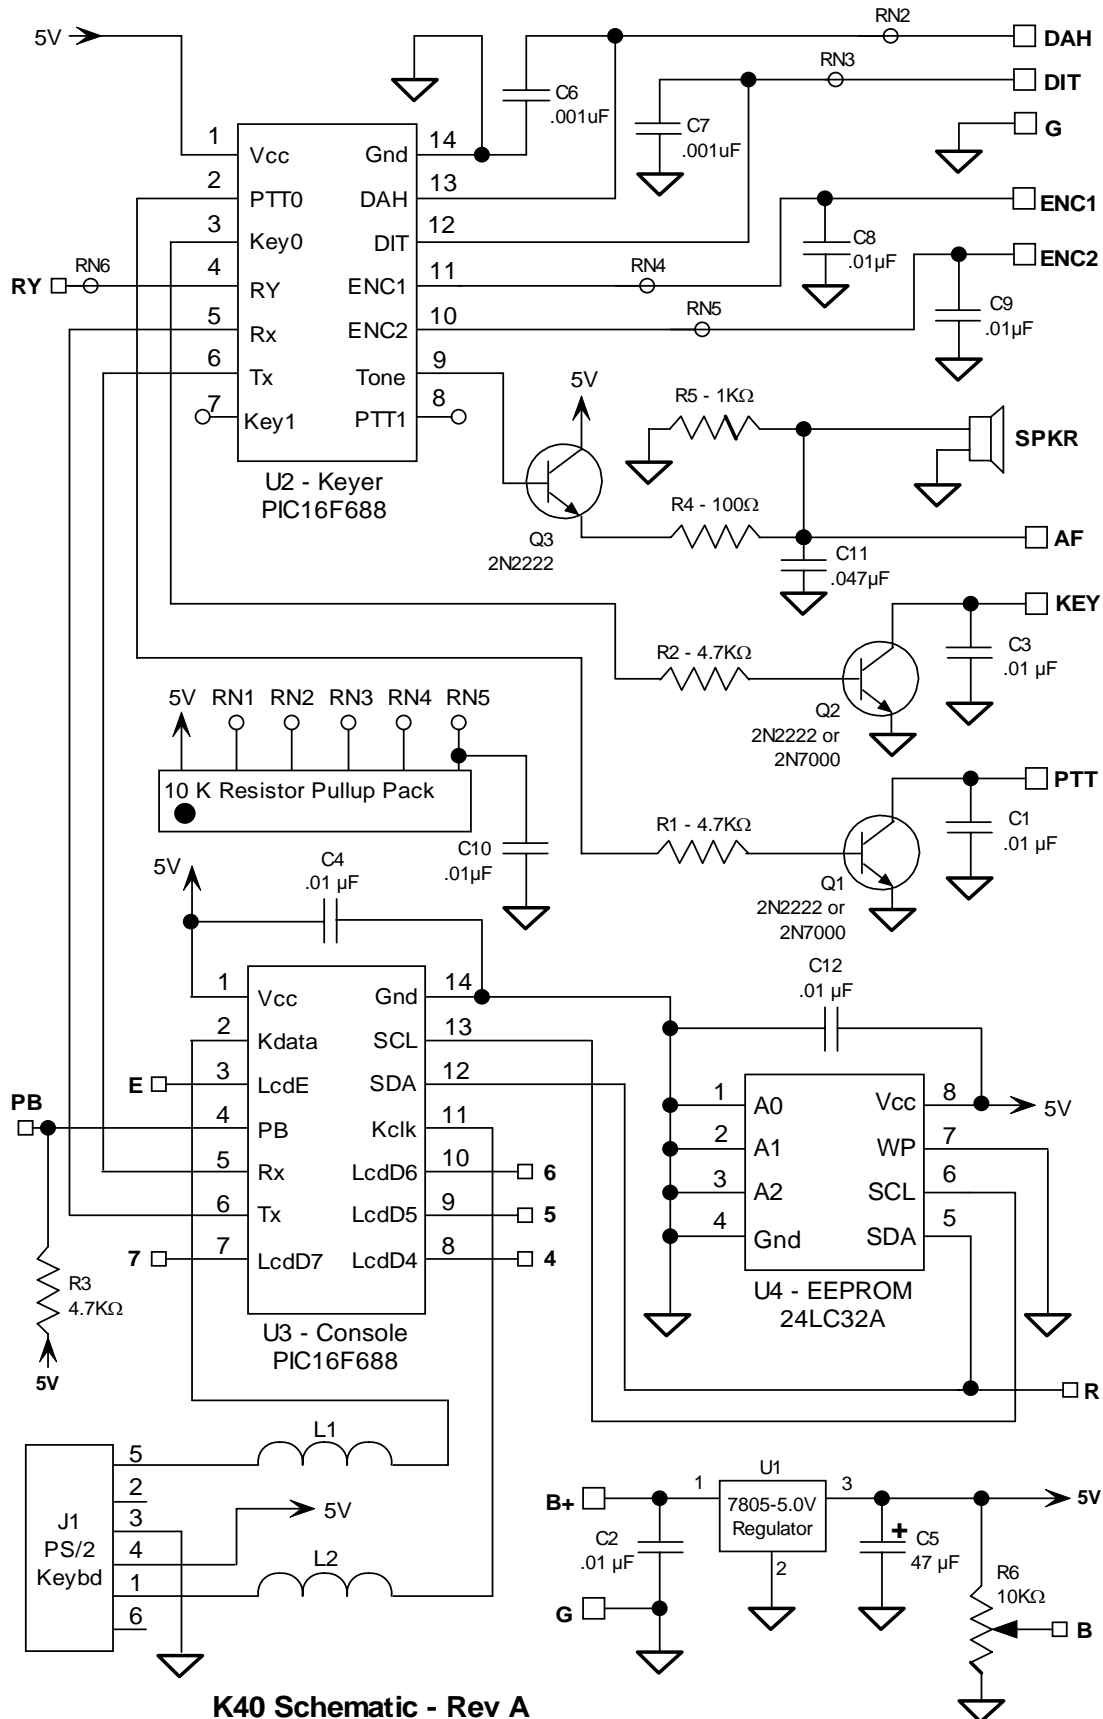 5V
RN2
DAH
RN3
DIT
C6
.001uF
C7
.001uF
G
1
Vcc
Gnd
14
2
PTT0
DAH
13
3
Key0
DIT
12
4
RY
ENC1
11
5
Rx
ENC2
10
6
Tx
Tone
9
7
Key1
PTT1
8
U2 - Keyer
PIC16F688
RY
RN6
RN4
RN5
ENC1
C8
.01µF
ENC2
C9
.01µF
5V
R5 - 1KΩ
SPKR
Q3
2N2222
R4 - 100Ω
AF
C11
.047µF
KEY
R2 - 4.7KΩ
C3
.01 µF
Q2
2N2222 or
2N7000
5V
RN1
RN2
RN3
RN4
RN5
10 K Resistor Pullup Pack
PTT
R1 - 4.7KΩ
C1
.01 µF
Q1
2N2222 or
2N7000
C10
.01µF
5V
C4
.01 µF
1
Vcc
Gnd
14
2
Kdata
SCL
13
3
LcdE
SDA
12
4
PB
Kclk
11
5
Rx
LcdD6
10
6
Tx
LcdD5
9
7
LcdD7
LcdD4
8
U3 - Console
PIC16F688
E
PB
7
6
5
4
R3
4.7KΩ
5V
C12
.01 µF
1
A0
Vcc
8
5V
2
A1
WP
7
3
A2
SCL
6
4
Gnd
SDA
5
U4 - EEPROM
24LC32A
R
J1
PS/2
Keybd
5
2
3
4
1
6
L1
5V
L2
B+
1
U1
7805-5.0V
Regulator
3
2
5V
C2
.01 µF
G
+
C5
47 µF
R6
10KΩ
B
K40 Schematic - Rev A